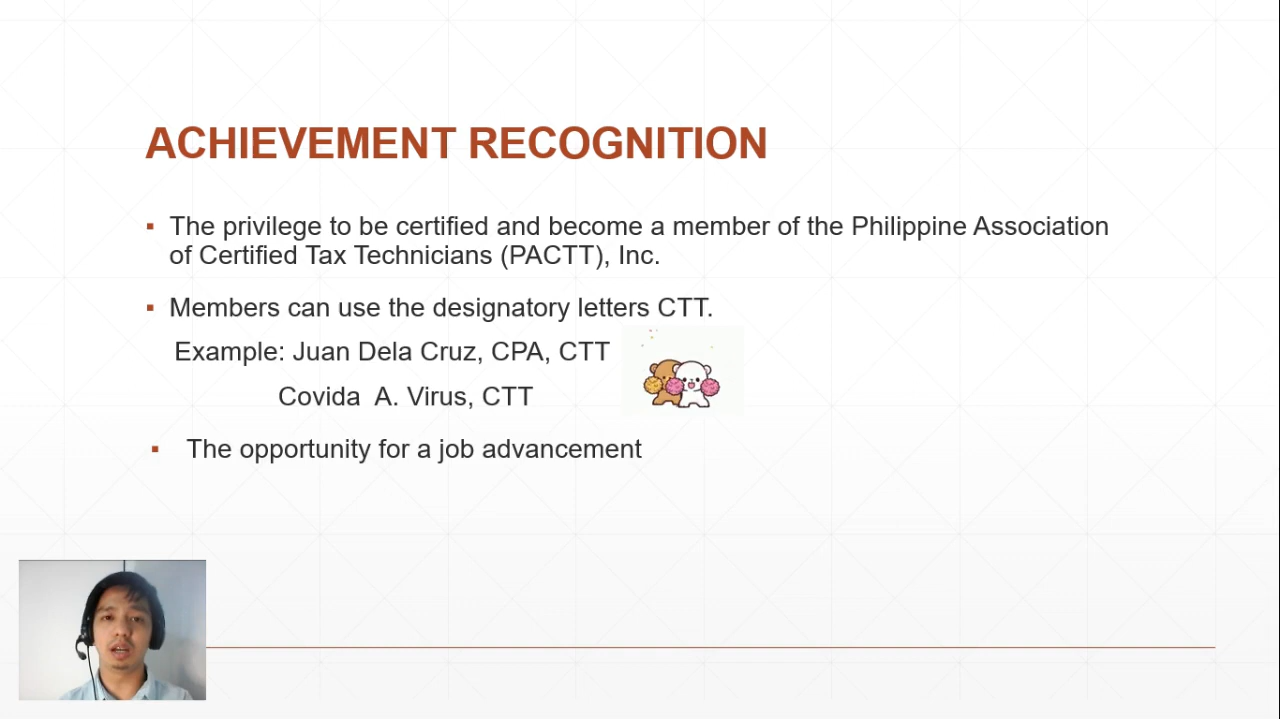 ACHIEVEMENT RECOGNITION
▪ The privilege to be certified and become a member of the Philippine Association
of Certified Tax Technicians (PACTT), Inc.
▪ Members can use the designatory letters CTT.
Example: Juan Dela Cruz, CPA, CTT
Covida A. Virus, CTT
▪ The opportunity for a job advancement